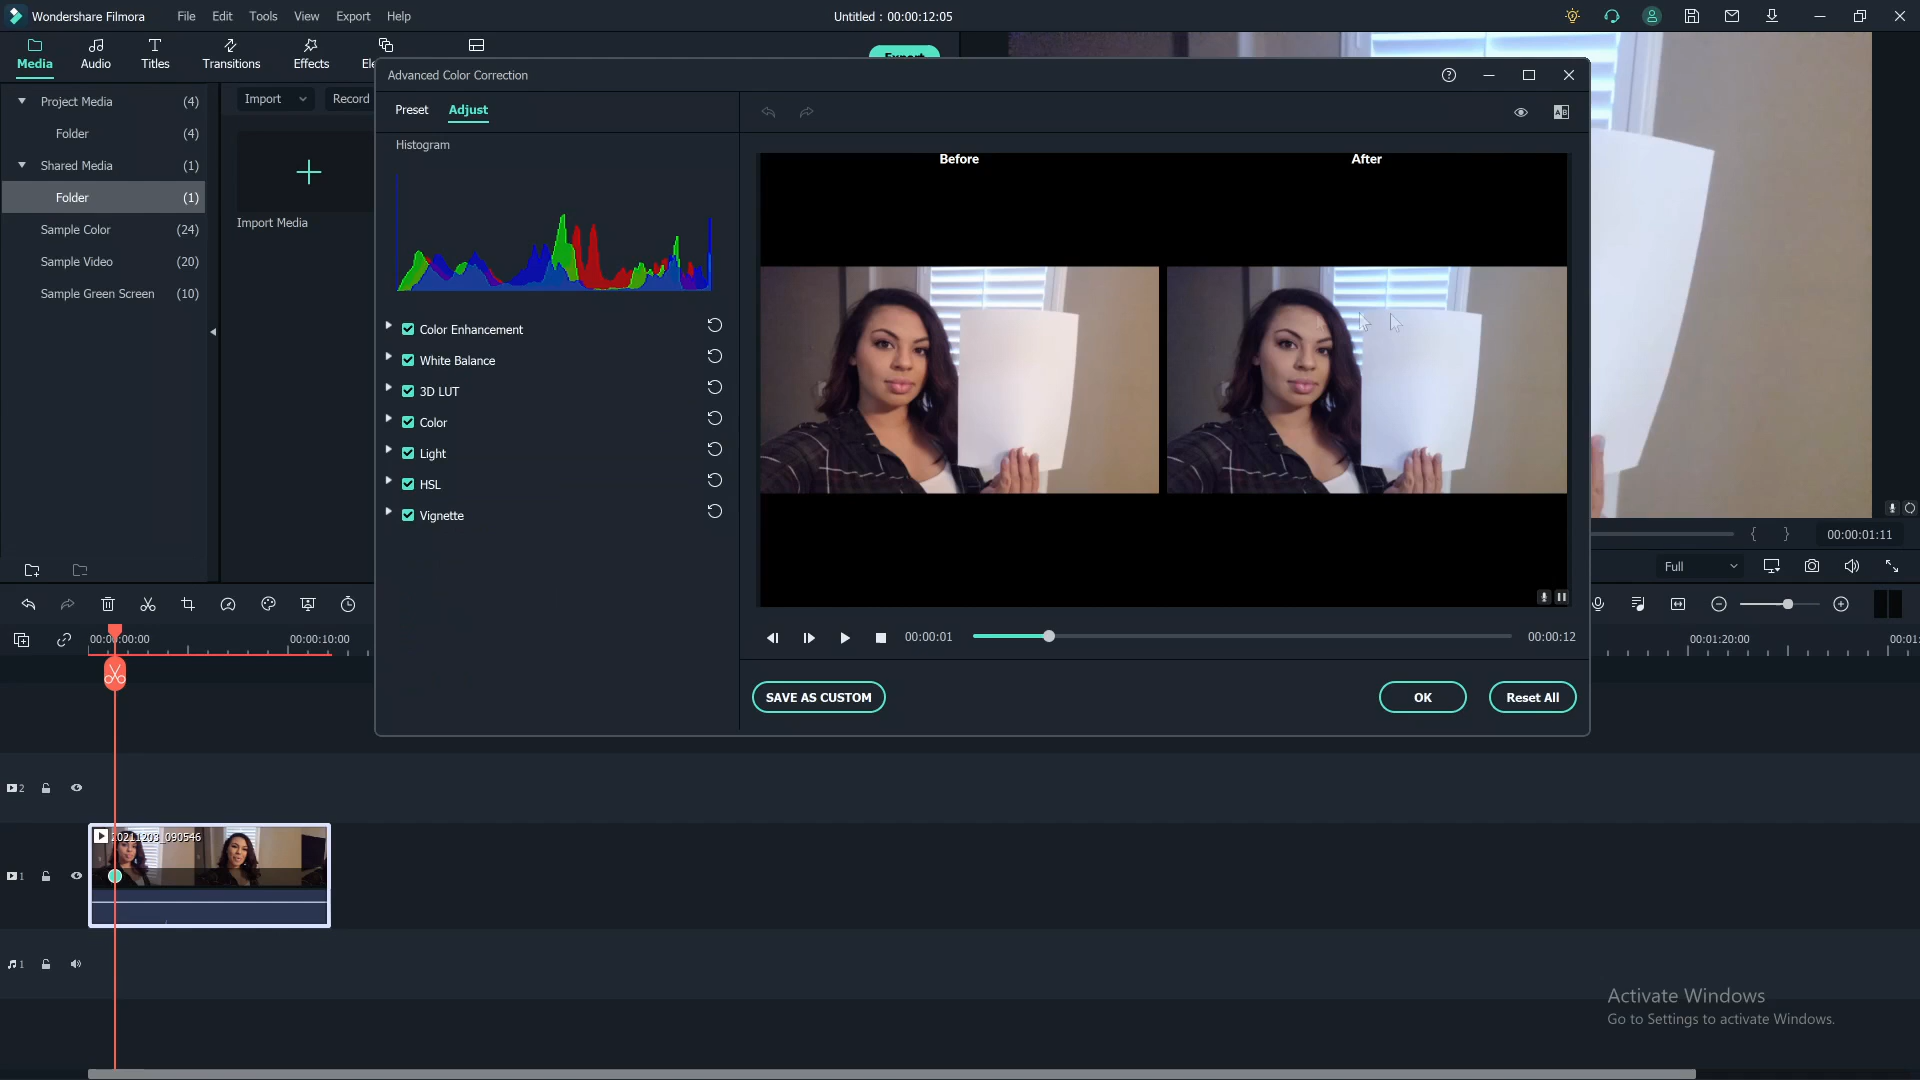 Wondershare Filmora File Edit Tools View Export Help Untitled : 00:00:12:05
Media Audio Titles Transitions Effects
Project Media (4)
Folder (4)
Shared Media (1)
Folder (1)
Sample Color (24)
Sample Video (20)
Sample Green Screen (10)
Import Record
Import Media
Advanced Color Correction
Preset Adjust
Histogram
Color Enhancement
White Balance
3D LUT
Color
Light
HSL
Vignette
Before After
00:00:01 00:00:12
SAVE AS CUSTOM OK Reset All
00:00:01:11
Full
00:00:00:00 00:00:10:00 00:01:20:00 00:01:
2
20211203_090546
1
1
Activate Windows
Go to Settings to activate Windows.